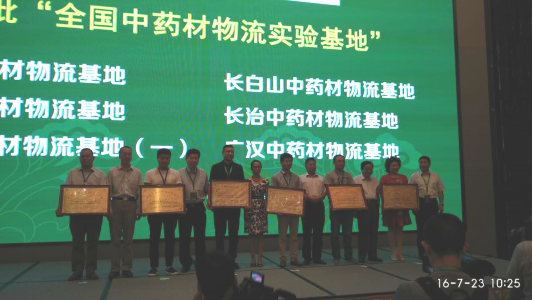 批“全国中药材物流实验基地”
材物流基地
长白山中药材物流基地
材物流基地
长治中药材物流基地
材物流基地（一）
广汉中药材物流基地
16-7-23 10:25